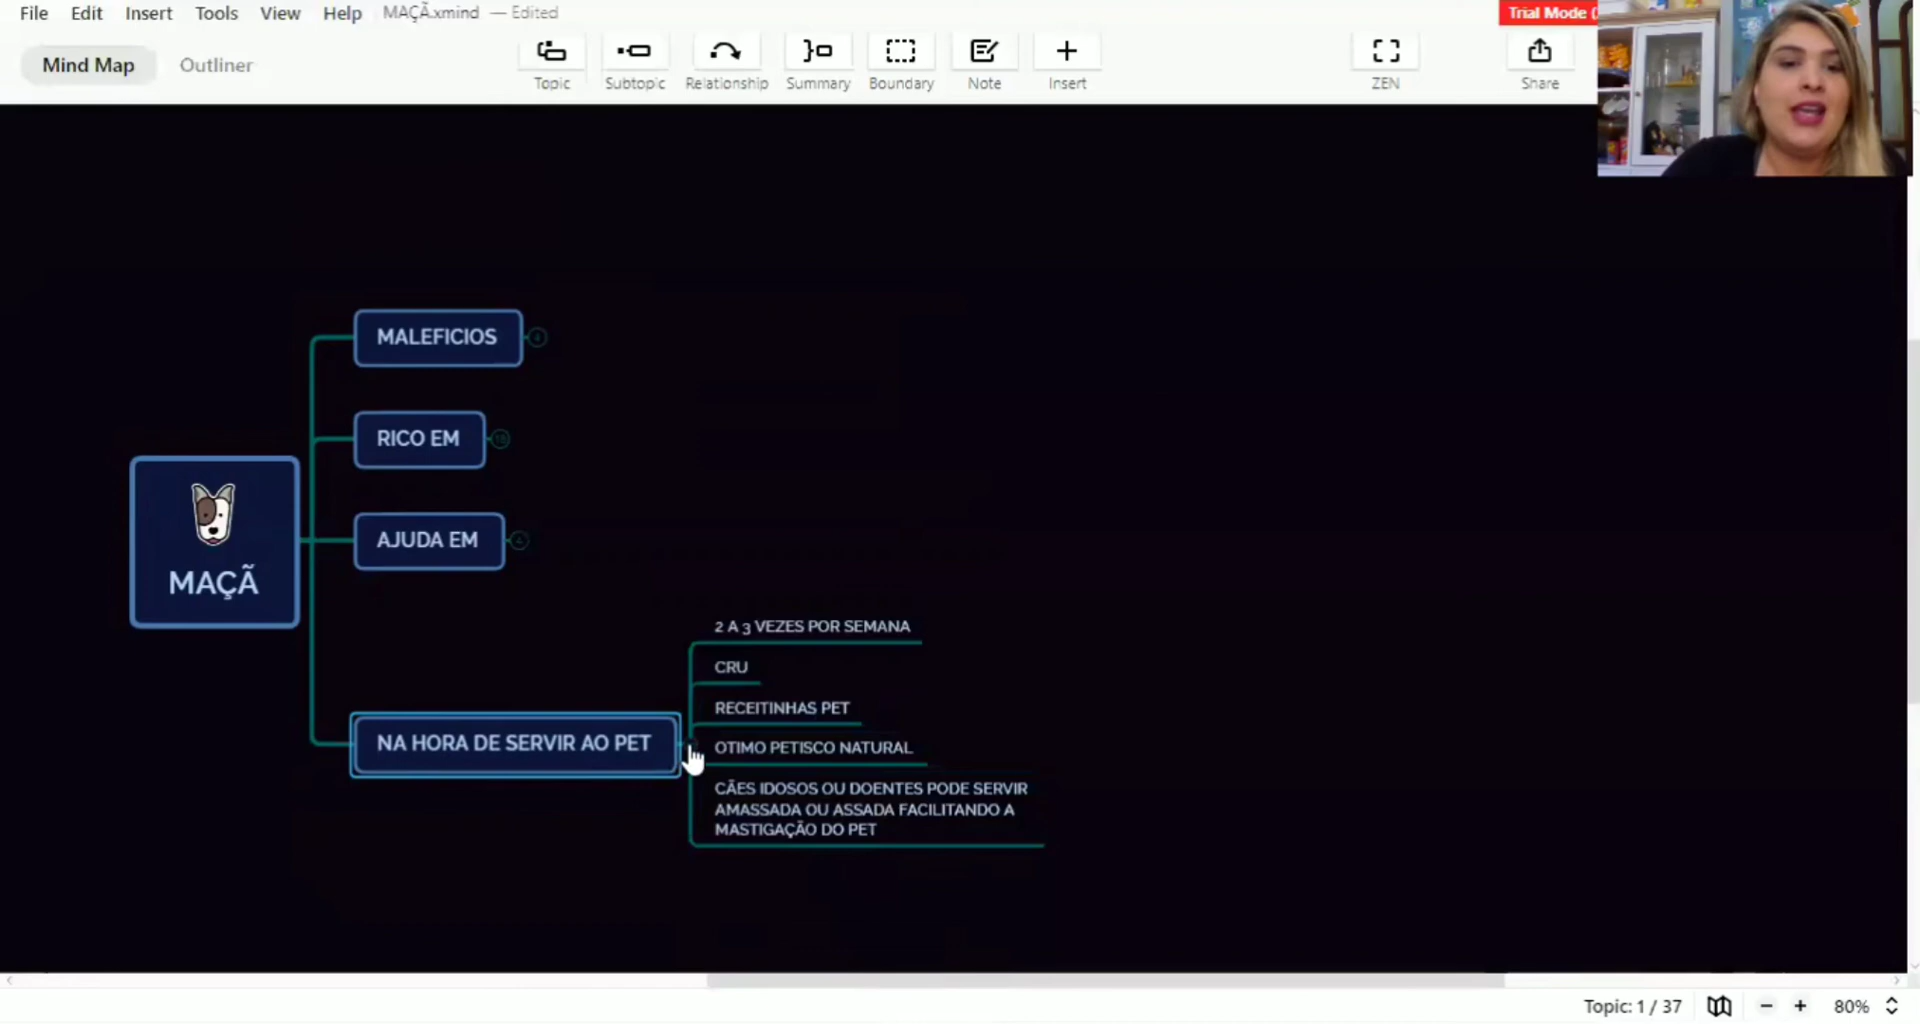 File Edit Insert Tools View Help MAÇÃ.xmind — Edited
Trial Mode
Mind Map Outliner
Topic Subtopic Relationship Summary Boundary Note Insert ZEN Share
MALEFICIOS
RICO EM
AJUDA EM
MAÇÃ
NA HORA DE SERVIR AO PET
2 A 3 VEZES POR SEMANA
CRU
RECEITINHAS PET
OTIMO PETISCO NATURAL
CÃES IDOSOS OU DOENTES PODE SERVIR
AMASSADA OU ASSADA FACILITANDO A
MASTIGAÇÃO DO PET
Topic: 1 / 37 80%